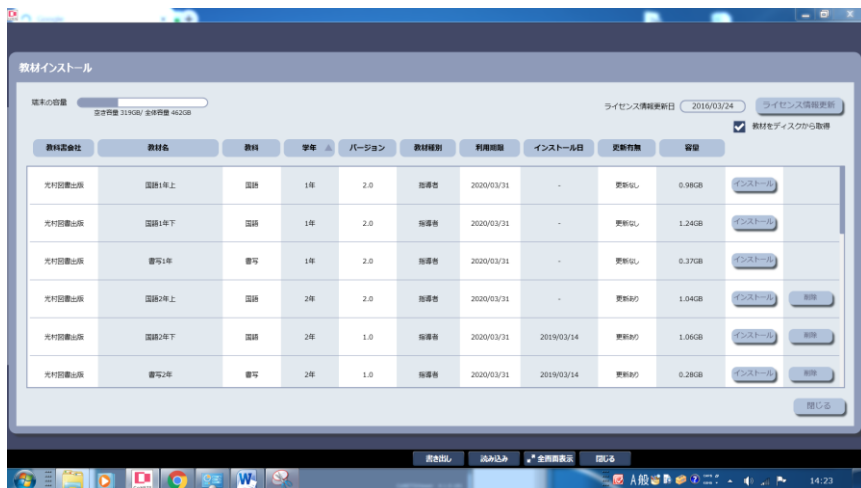 教材インストール
端末の容量
空き容量 319GB/ 全体容量 462GB
ライセンス情報更新日 2016/03/24 ライセンス情報更新
教材をディスクから取得
教科書会社 教材名 教科 学年 バージョン 教材種別 利用期限 インストール日 更新有無 容量
光村図書出版 国語1年上 国語 1年 2.0 指導者 2020/03/31 - 更新なし 0.98GB インストール
光村図書出版 国語1年下 国語 1年 2.0 指導者 2020/03/31 - 更新なし 1.24GB インストール
光村図書出版 書写1年 書写 1年 2.0 指導者 2020/03/31 - 更新なし 0.37GB インストール
光村図書出版 国語2年上 国語 2年 2.0 指導者 2020/03/31 - 更新あり 1.04GB インストール 削除
光村図書出版 国語2年下 国語 2年 1.0 指導者 2020/03/31 2019/03/14 更新あり 1.06GB インストール 削除
光村図書出版 書写2年 書写 2年 1.0 指導者 2020/03/31 2019/03/14 更新あり 0.28GB インストール 削除
閉じる
書き出し 読み込み 全画面表示 閉じる
A 般 14:23